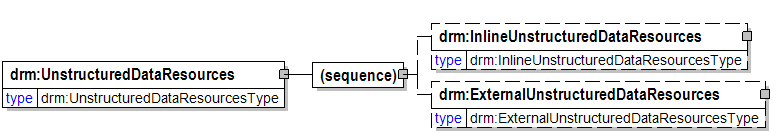 drm:UnstructuredDataResources
type drm:UnstructuredDataResourcesType
(sequence)
drm:InlineUnstructuredDataResources
type drm:InlineUnstructuredDataResourcesType
drm:ExternalUnstructuredDataResources
type drm:ExternalUnstructuredDataResourcesType